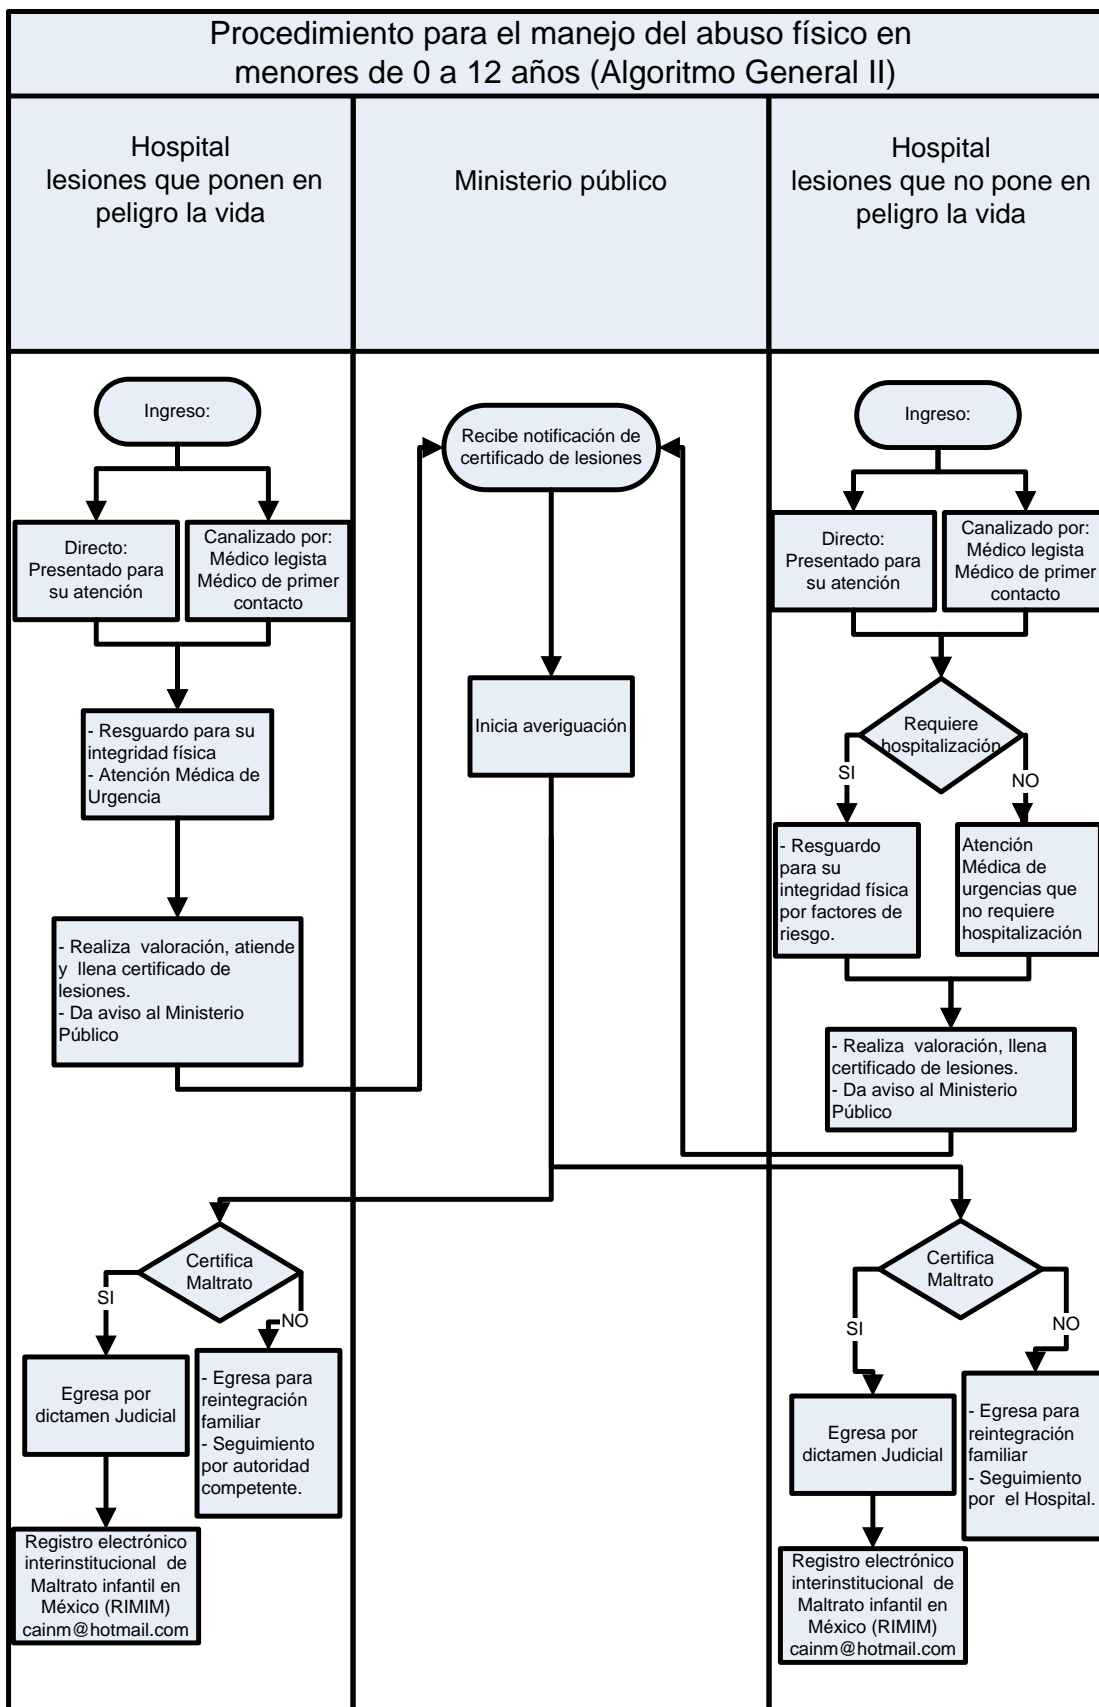 Procedimiento para el manejo del abuso físico en
menores de 0 a 12 años (Algoritmo General II)
Hospital
lesiones que ponen en
peligro la vida
Ministerio público
Hospital
lesiones que no pone en
peligro la vida
Ingreso:
Directo:
Presentado para
su atención
Canalizado por:
Médico legista
Médico de primer
contacto
- Resguardo para su
integridad física
- Atención Médica de
Urgencia
- Realiza valoración, atiende
y llena certificado de
lesiones.
- Da aviso al Ministerio
Público
Recibe notificación de
certificado de lesiones
Inicia averiguación
Ingreso:
Directo:
Presentado para
su atención
Canalizado por:
Médico legista
Médico de primer
contacto
Requiere
hospitalización
SI
NO
- Resguardo
para su
integridad física
por factores de
riesgo.
Atención
Médica de
urgencias que
no requiere
hospitalización
- Realiza valoración, llena
certificado de lesiones.
- Da aviso al Ministerio
Público
Certifica
Maltrato
SI
NO
Egresa por
dictamen Judicial
- Egresa para
reintegración
familiar
- Seguimiento
por autoridad
competente.
Registro electrónico
interinstitucional de
Maltrato infantil en
México (RIMIM)
cainm@hotmail.com
Certifica
Maltrato
SI
NO
Egresa por
dictamen Judicial
- Egresa para
reintegración
familiar
- Seguimiento
por el Hospital.
Registro electrónico
interinstitucional de
Maltrato infantil en
México (RIMIM)
cainm@hotmail.com